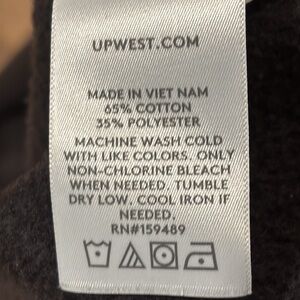 UPWEST.COM
MADE IN VIET NAM
65% COTTON
35% POLYESTER
MACHINE WASH COLD
WITH LIKE COLORS. ONLY
NON-CHLORINE BLEACH
WHEN NEEDED. TUMBLE
DRY LOW. COOL IRON IF
NEEDED.
RN#159489